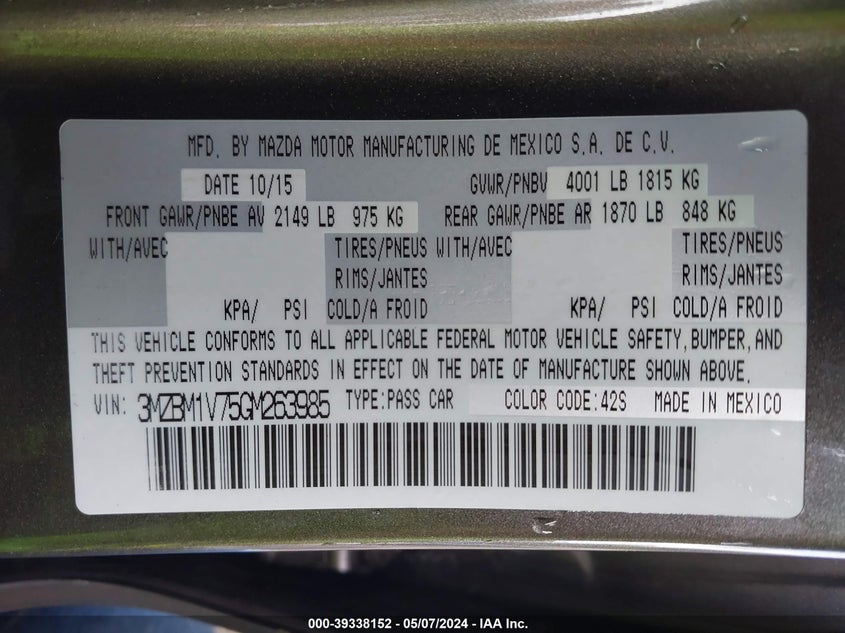 MFD. BY MAZDA MOTOR MANUFACTURING DE MEXICO S.A. DE C.V.
DATE 10/15 GVWR/PNBV 4001 LB 1815 KG
FRONT GAWR/PNBE AV 2149 LB 975 KG REAR GAWR/PNBE AR 1870 LB 848 KG
WITH/AVEC TIRES/PNEUS WITH/AVEC TIRES/PNEUS
RIMS/JANTES RIMS/JANTES
KPA/ PSI COLD/A FROID KPA/ PSI COLD/A FROID
THIS VEHICLE CONFORMS TO ALL APPLICABLE FEDERAL MOTOR VEHICLE SAFETY, BUMPER, AND
THEFT PREVENTION STANDARDS IN EFFECT ON THE DATE OF MANUFACTURE SHOWN ABOVE.
VIN: 3MZBM1V75GM263985 TYPE:PASS CAR COLOR CODE:42S MADE IN MEXICO
000-39338152 - 05/07/2024 - IAA Inc.